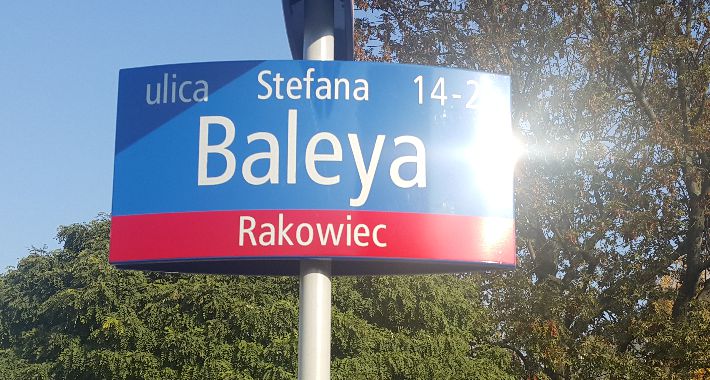 ulica Stefana
Baleya
Rakowiec